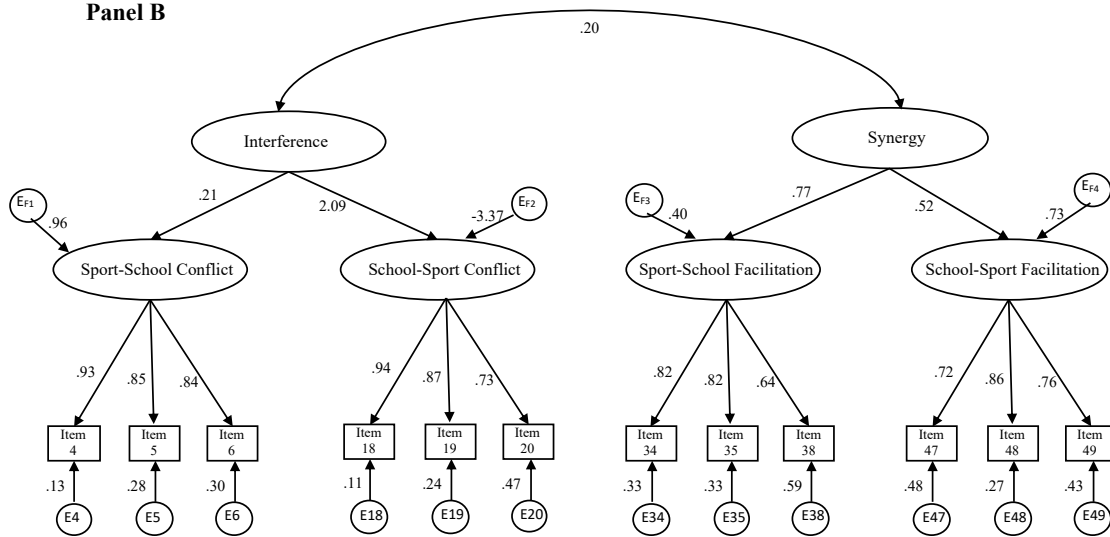 Panel B
.20
Interference
Synergy
.21
2.09
.77
.52
EF1
.96
EF2
-3.37
EF3
.40
EF4
.73
Sport-School Conflict
School-Sport Conflict
Sport-School Facilitation
School-Sport Facilitation
.93
.85
.84
.94
.87
.73
.82
.82
.64
.72
.86
.76
Item
4
Item
5
Item
6
Item
18
Item
19
Item
20
Item
34
Item
35
Item
38
Item
47
Item
48
Item
49
.13
.28
.30
.11
.24
.47
.33
.33
.59
.48
.27
.43
E4
E5
E6
E18
E19
E20
E34
E35
E38
E47
E48
E49